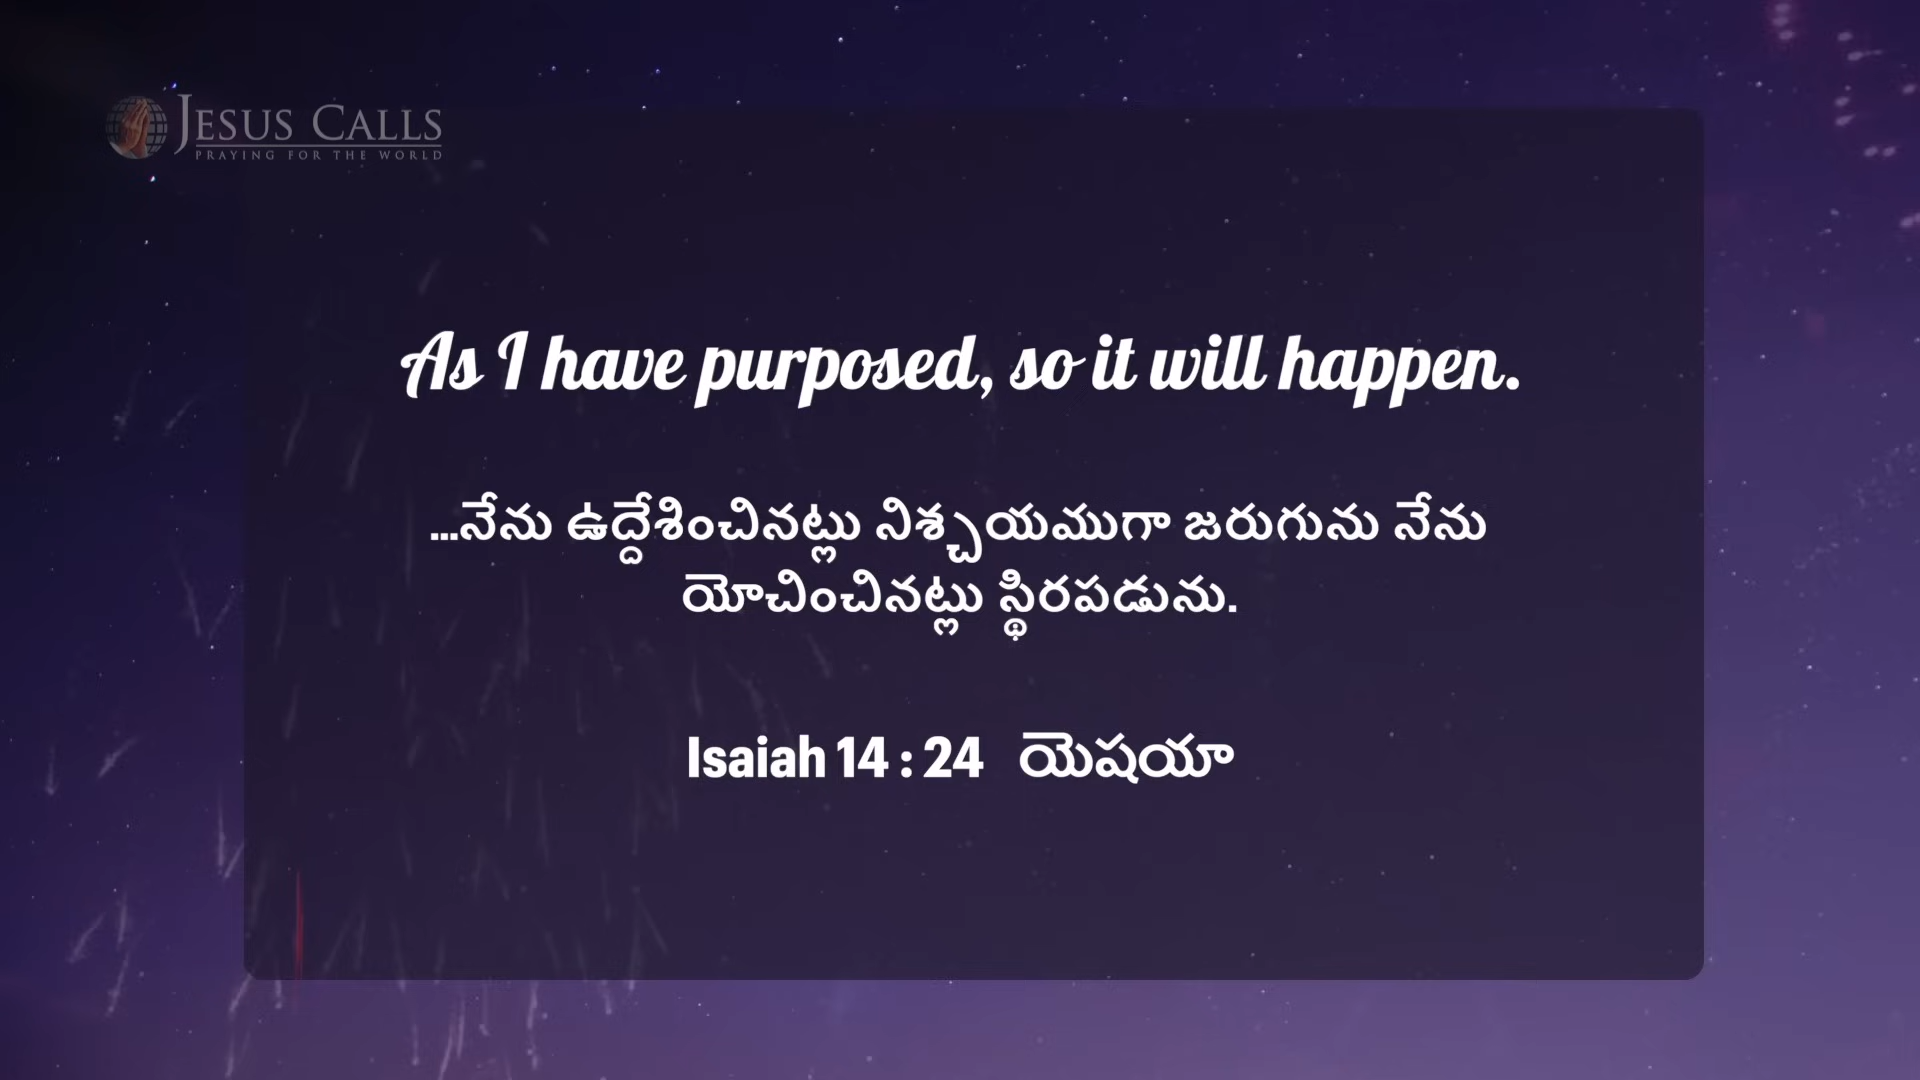 JESUS CALLS
PRAYING FOR THE WORLD
As I have purposed, so it will happen.
...నేను ఉద్దేశించినట్లు నిశ్చయముగా జరుగును నేను
యోచించినట్లు స్థిరపడును.
Isaiah 14 : 24 యెషయా